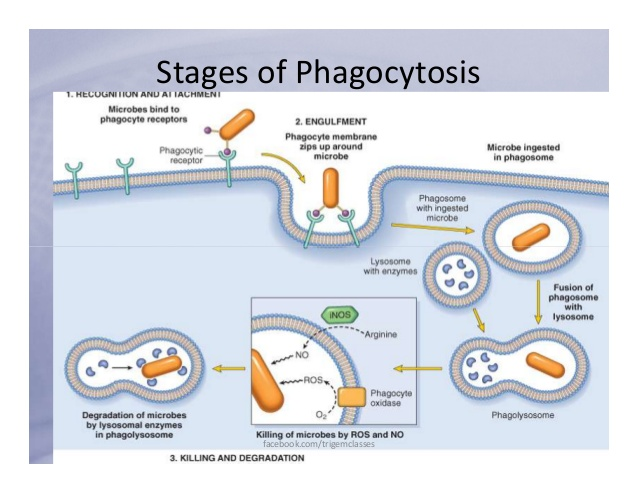 Stages of Phagocytosis
1. RECOGNITION AND ATTACHMENT
Microbes bind to
phagocyte receptors
Phagocytic
receptor
2. ENGULFMENT
Phagocyte membrane
zips up around
microbe
Microbe ingested
in phagosome
Phagosome
with ingested
microbe
Lysosome
with enzymes
Fusion of
phagosome
with
lysosome
iNOS
Arginine
NO
ROS
O₂
Phagocyte
oxidase
Phagolysosome
Degradation of microbes
by lysosomal enzymes
in phagolysosome
Killing of microbes by ROS and NO
facebook.com/trigemclasses
3. KILLING AND DEGRADATION